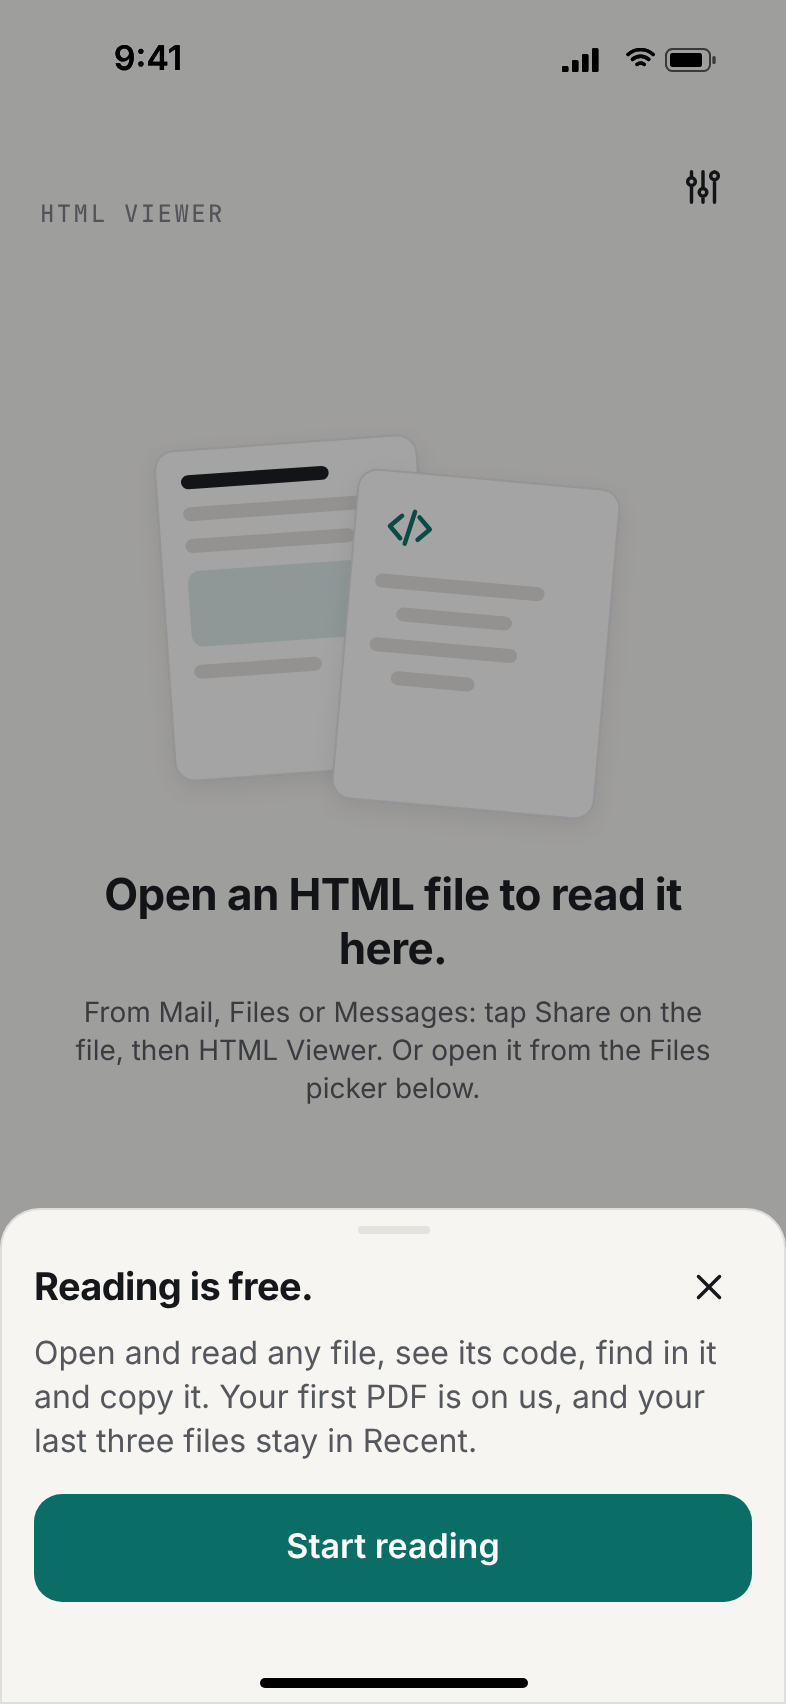 9:41
HTML VIEWER
</>
Open an HTML file to read it
here.
From Mail, Files or Messages: tap Share on the
file, then HTML Viewer. Or open it from the Files
picker below.
Reading is free.
Open and read any file, see its code, find in it
and copy it. Your first PDF is on us, and your
last three files stay in Recent.
Start reading